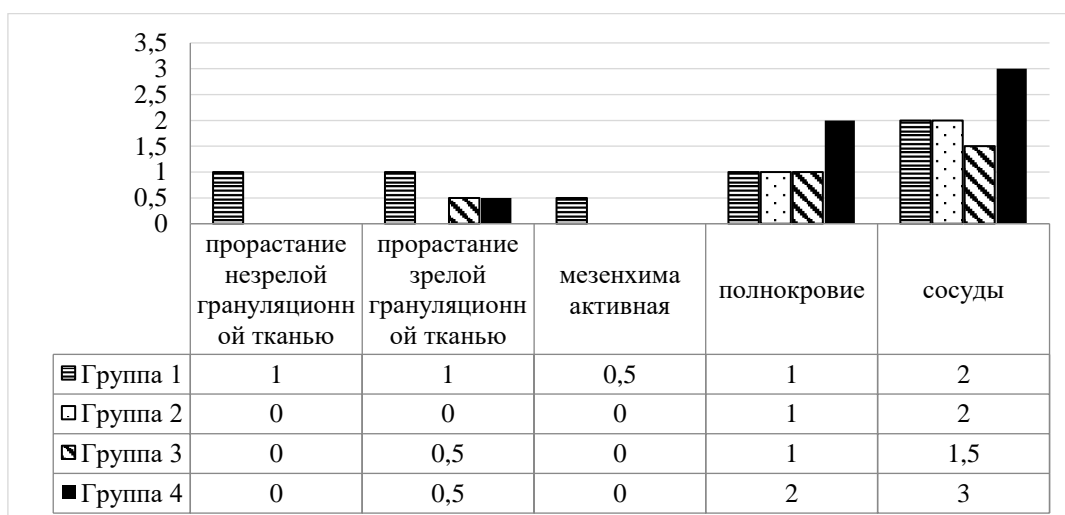 3,5
3
2,5
2
1,5
1
0,5
0
прорастание
незрелой
грануляционн
ой тканью
прорастание
зрелой
грануляционн
ой тканью
мезенхима
активная
полнокровие
сосуды
Группа 1 1 1 0,5 1 2
Группа 2 0 0 0 1 2
Группа 3 0 0,5 0 1 1,5
Группа 4 0 0,5 0 2 3